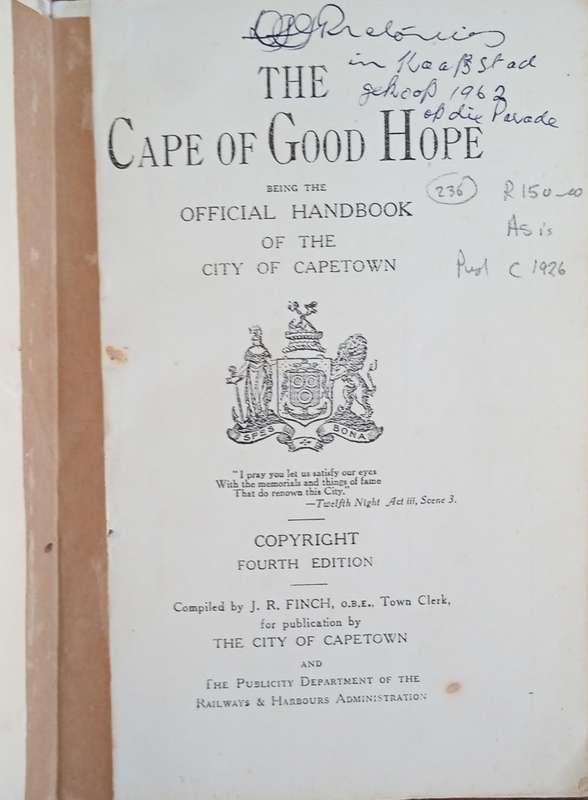 Pretorius
in Kaapstad
gekoop 1962
op die Parade
THE
CAPE OF GOOD HOPE
BEING THE
OFFICIAL HANDBOOK
OF THE
CITY OF CAPETOWN
236
R150-00
As is
Publ C 1926
SPES BONA
"I pray you let us satisfy our eyes
With the memorials and things of fame
That do renown this City."
—Twelfth Night Act iii, Scene 3.
COPYRIGHT
FOURTH EDITION
Compiled by J. R. FINCH, O.B.E., Town Clerk,
for publication by
THE CITY OF CAPETOWN
AND
THE PUBLICITY DEPARTMENT OF THE
RAILWAYS & HARBOURS ADMINISTRATION